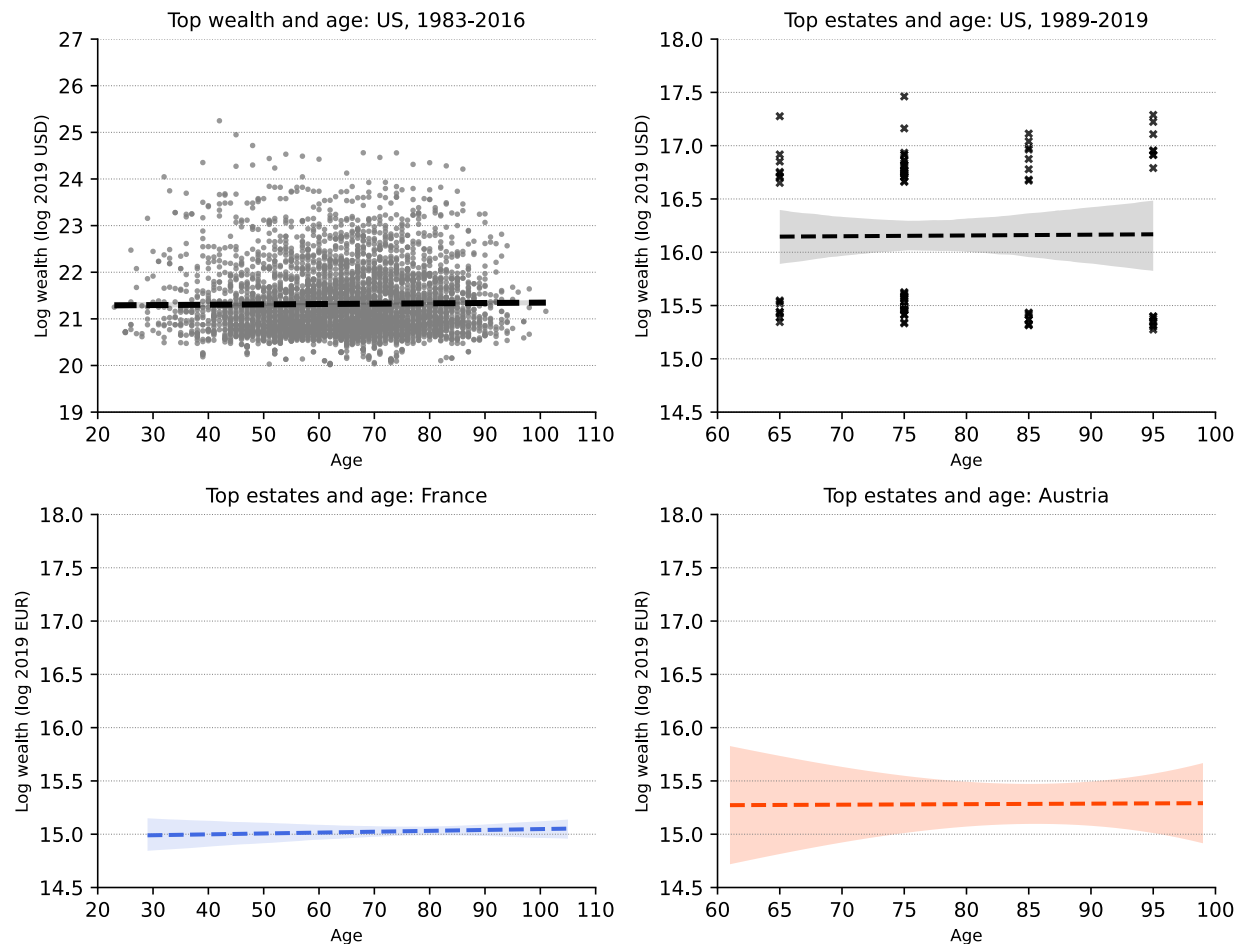 Top wealth and age: US, 1983-2016
27
26
25
24
23
22
21
20
19
Log wealth (log 2019 USD)
20 30 40 50 60 70 80 90 100 110
Age
Top estates and age: US, 1989-2019
18.0
17.5
17.0
16.5
16.0
15.5
15.0
14.5
Log wealth (log 2019 USD)
60 65 70 75 80 85 90 95 100
Age
Top estates and age: France
18.0
17.5
17.0
16.5
16.0
15.5
15.0
14.5
Log wealth (log 2019 EUR)
20 30 40 50 60 70 80 90 100 110
Age
Top estates and age: Austria
18.0
17.5
17.0
16.5
16.0
15.5
15.0
14.5
Log wealth (log 2019 EUR)
60 65 70 75 80 85 90 95 100
Age